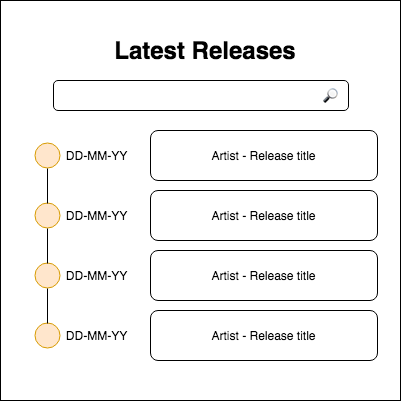 Latest Releases
DD-MM-YY
Artist - Release title
DD-MM-YY
Artist - Release title
DD-MM-YY
Artist - Release title
DD-MM-YY
Artist - Release title